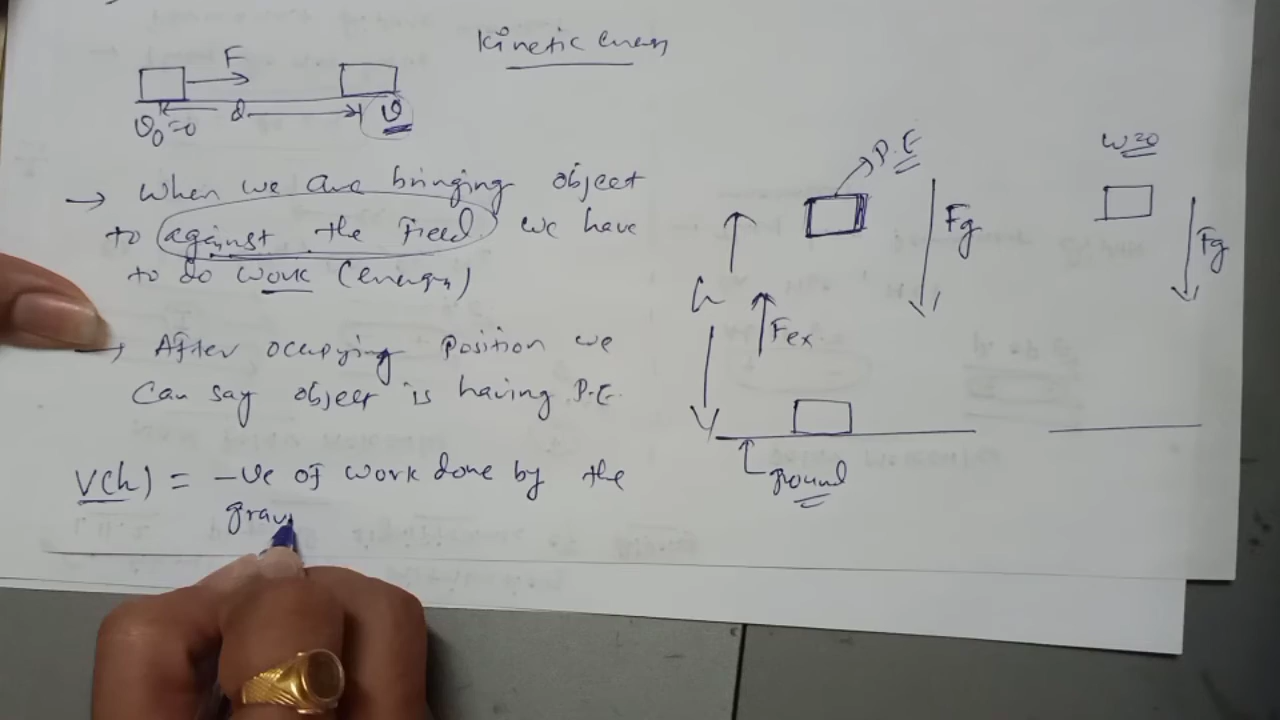 Kinetic energy
F
d
v₀=0
v
→ When we are bringing object
to against the Field we have
to do work (energy)
→ After occupying position we
can say object is having P.E.
V(h) = -ve of work done by the
grav
P.E
Fg
h
Fex.
ground
w=0
Fg